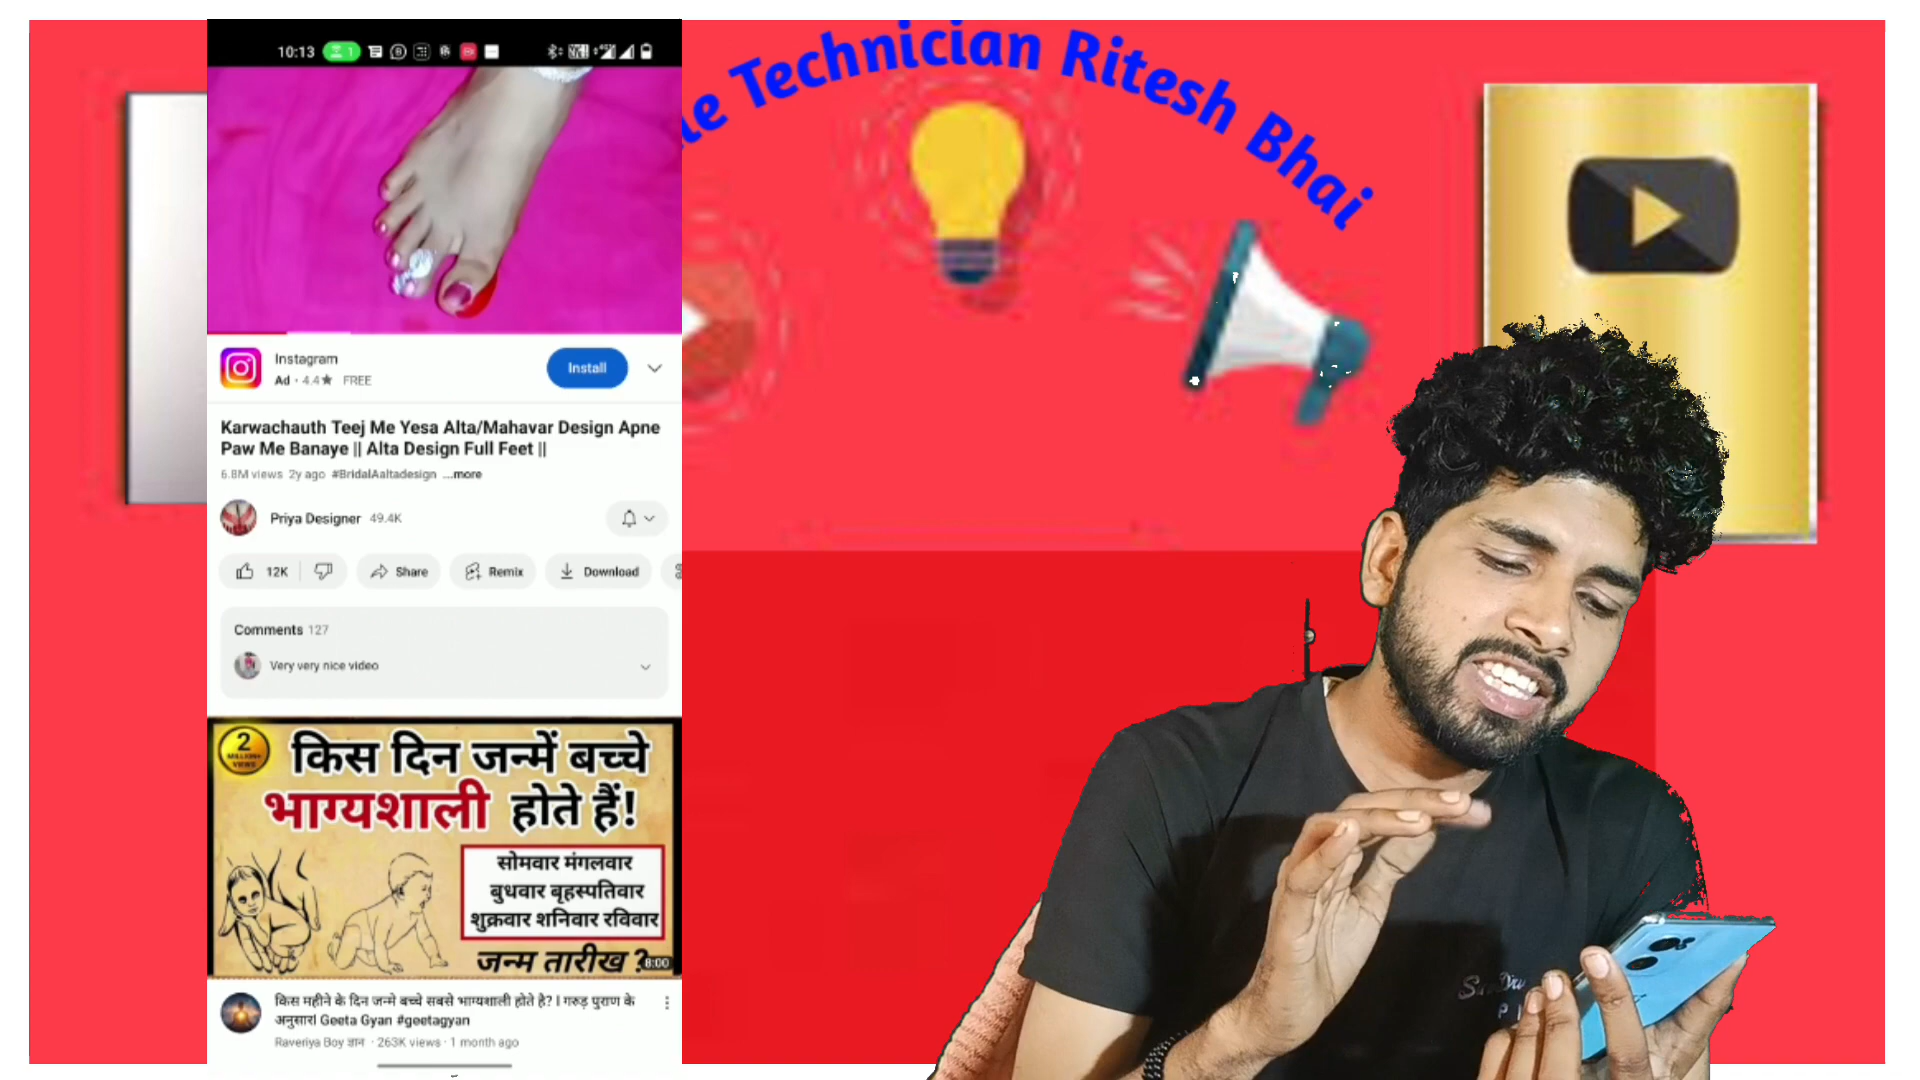 10:13
1
le Technician Ritesh Bhai
Instagram
Ad · 4.4★ FREE
Install
Karwachauth Teej Me Yesa Alta/Mahavar Design Apne
Paw Me Banaye || Alta Design Full Feet ||
6.8M views 2y ago #BridalAaltadesign ...more
Priya Designer 49.4K
12K
Share
Remix
Download
Comments 127
Very very nice video
2
किस दिन जन्में बच्चे
भाग्यशाली होते हैं!
सोमवार मंगलवार
बुधवार बृहस्पतिवार
शुक्रवार शनिवार रविवार
जन्म तारीख ?
8:00
किस महीने के दिन जन्मे बच्चे सबसे भाग्यशाली होते है? I गरुड़ पुराण के
अनुसार। Geeta Gyan #geetagyan
Raveriya Boy ज्ञान · 263K views · 1 month ago